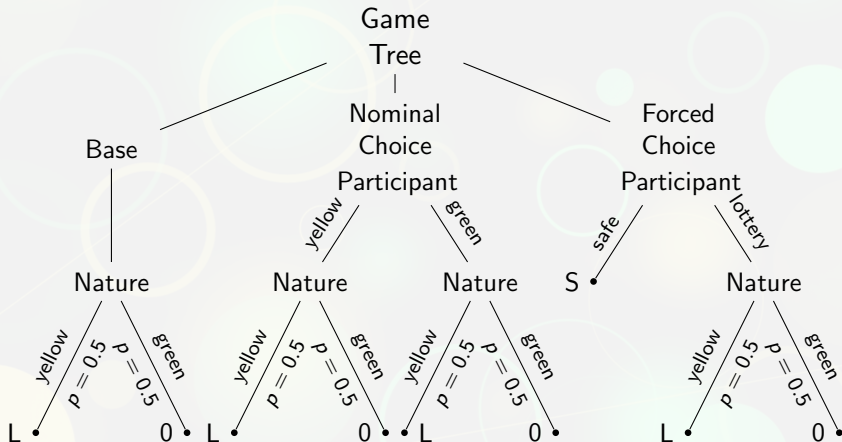 Game
Tree
Base
Nominal
Choice
Participant
Forced
Choice
Participant
yellow
green
safe
lottery
Nature
Nature
Nature
S
Nature
yellow
p = 0.5
p = 0.5
green
yellow
p = 0.5
p = 0.5
green
yellow
p = 0.5
p = 0.5
green
yellow
p = 0.5
p = 0.5
green
L
0
L
0
L
0
L
0